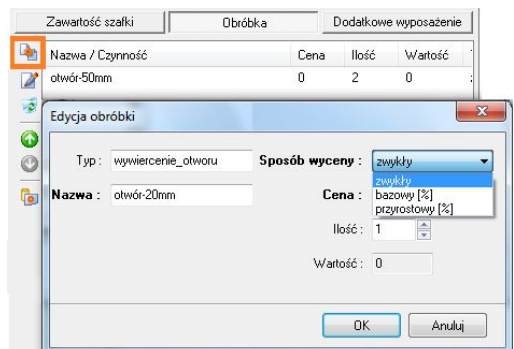 Zawartość szafki Obróbka Dodatkowe wyposażenie
Nazwa / Czynność Cena Ilość Wartość
otwór-50mm 0 2 0
Edycja obróbki
Typ : wywiercenie_otworu Sposób wyceny : zwykły
zwykły
Nazwa : otwór-20mm Cena : bazowy [%]
przyrostowy [%]
Ilość : 1
Wartość : 0
OK Anuluj